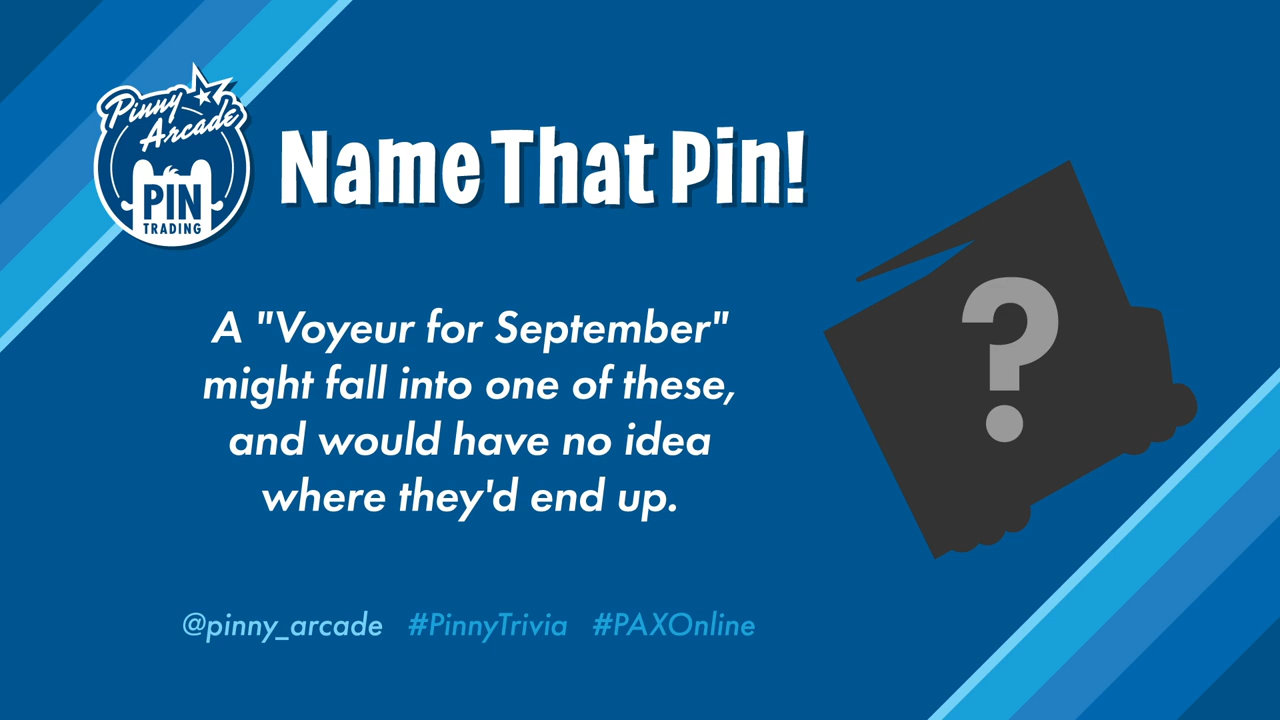 Pinny
Arcade
PIN
TRADING
Name That Pin!
A "Voyeur for September"
might fall into one of these,
and would have no idea
where they'd end up.
?
@pinny_arcade #PinnyTrivia #PAXOnline